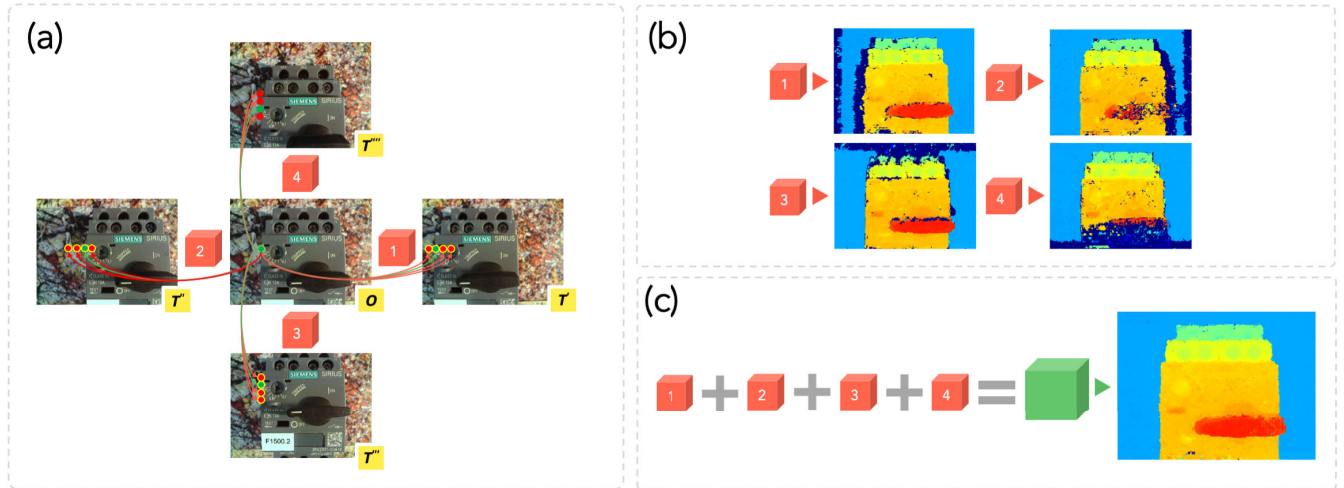 (a)
SIEMENS SIRIUS
T''''
4
SIEMENS SIRIUS
T''
2
SIEMENS SIRIUS
O
1
SIEMENS SIRIUS
T'
3
SIEMENS SIRIUS
F1500.2
T'''
(b)
1
2
3
4
(c)
1 + 2 + 3 + 4 =